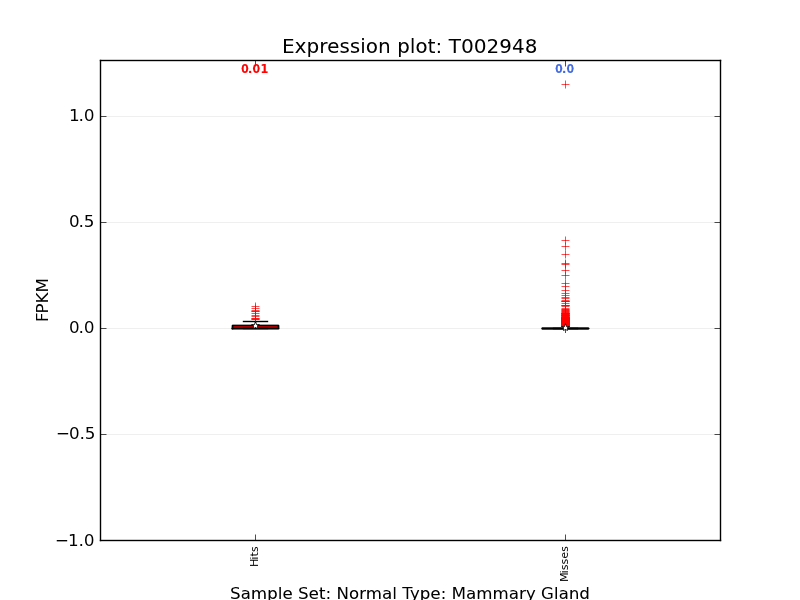 Expression plot: T002948
0.01
0.0
1.0
0.5
0.0
−0.5
−1.0
FPKM
Hits
Misses
Sample Set: Normal Type: Mammary Gland